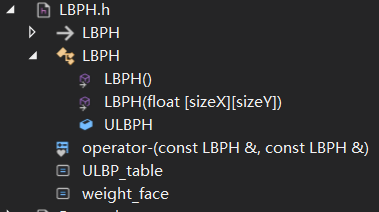 LBPH.h
LBPH
LBPH
LBPH()
LBPH(float [sizeX][sizeY])
ULBPH
operator-(const LBPH &, const LBPH &)
ULBP_table
weight_face